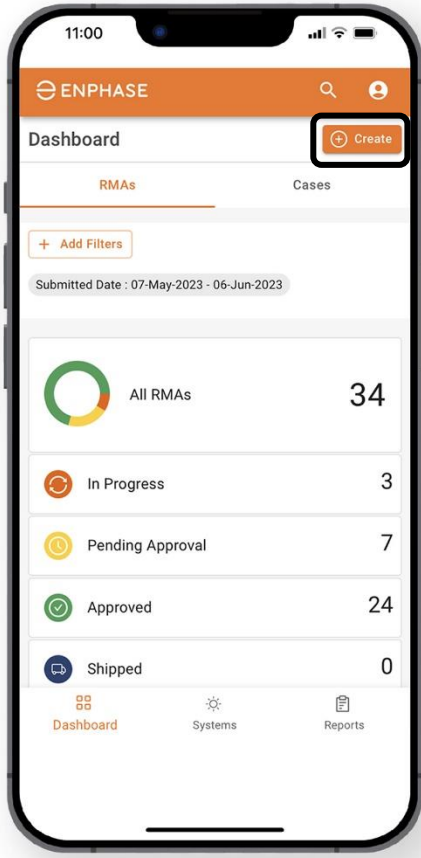 11:00
ENPHASE
Dashboard
Create
RMAs
Cases
+ Add Filters
Submitted Date : 07-May-2023 - 06-Jun-2023
All RMAs 34
In Progress 3
Pending Approval 7
Approved 24
Shipped 0
Dashboard
Systems
Reports